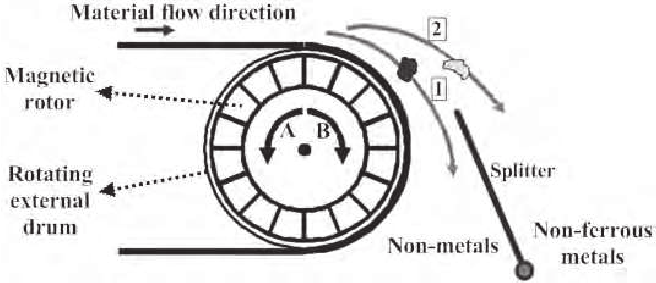 Material flow direction
2
Magnetic
rotor
1
A B
Rotating
external
drum
Splitter
Non-metals
Non-ferrous
metals